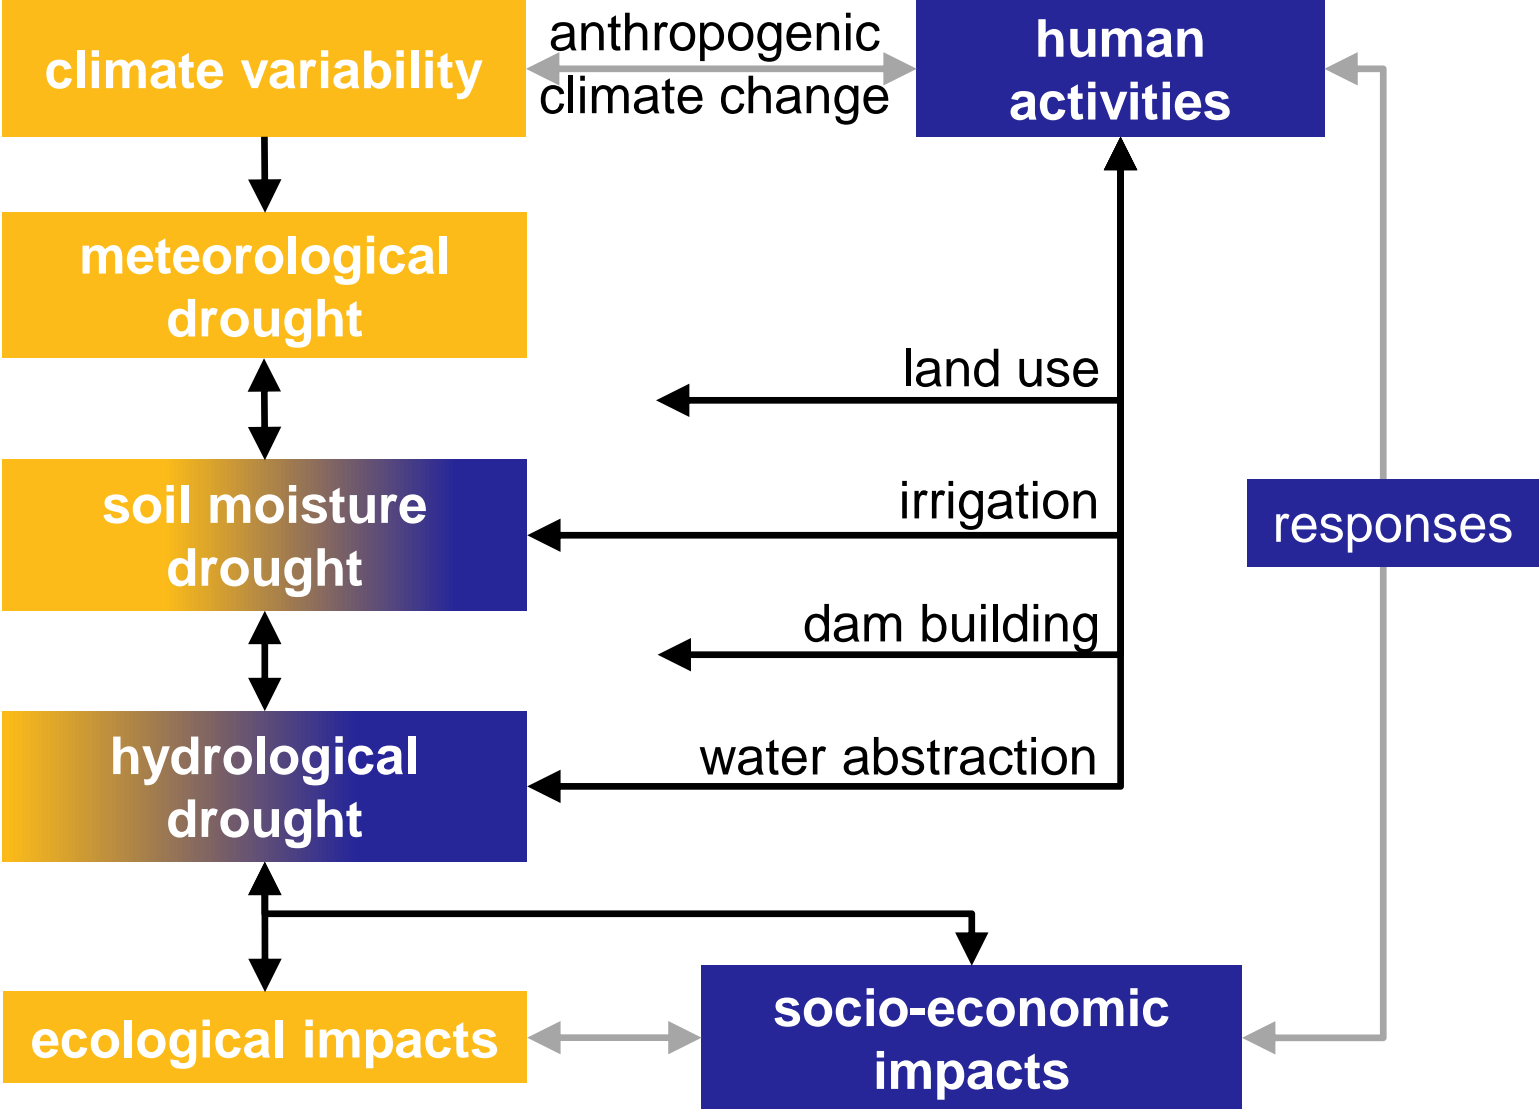 climate variability
anthropogenic
climate change
human
activities
meteorological
drought
land use
soil moisture
drought
irrigation
responses
dam building
hydrological
drought
water abstraction
ecological impacts
socio-economic
impacts